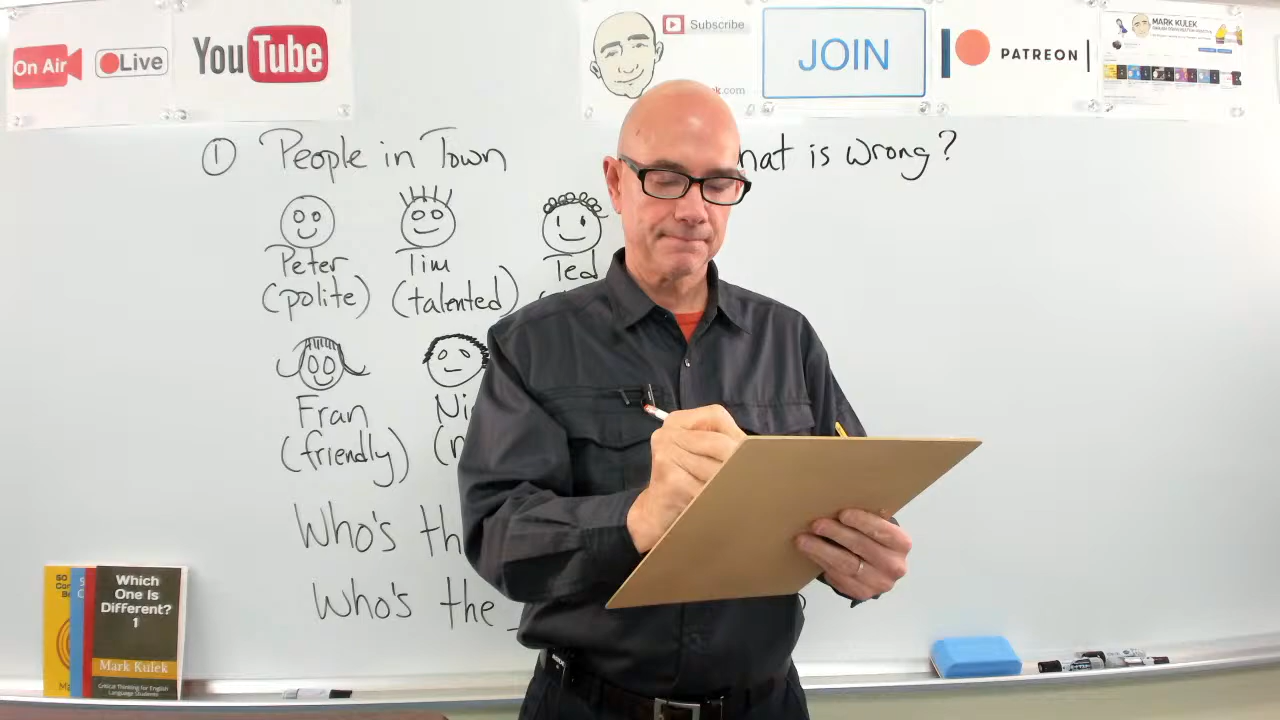 On Air
Live
YouTube
Subscribe
JOIN
PATREON
MARK KULEK
① People in Town
is wrong?
Peter
Tim
Ted
(polite)
(talented)
Fran
(friendly)
Who's
Who's the
Which
One Is
Different?
1
Mark Kulek
Critical Thinking for English
Language Students